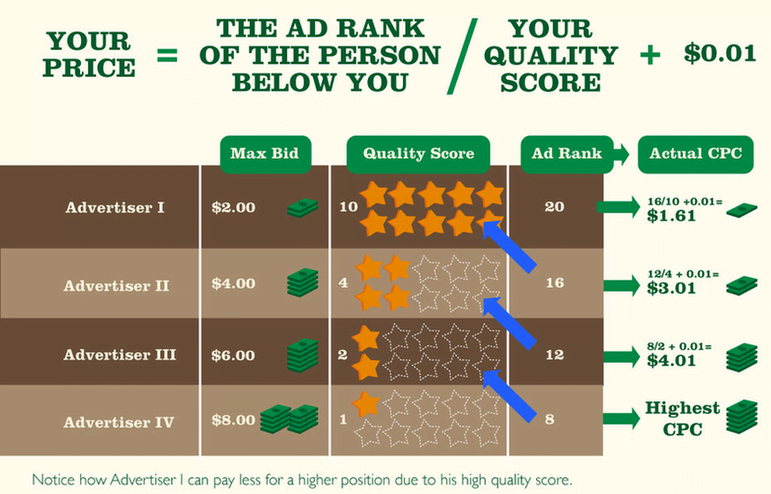 YOUR PRICE = THE AD RANK OF THE PERSON BELOW YOU / YOUR QUALITY SCORE + $0.01
Max Bid Quality Score Ad Rank Actual CPC
Advertiser I $2.00 10 20 16/10 +0.01= $1.61
Advertiser II $4.00 4 16 12/4 + 0.01= $3.01
Advertiser III $6.00 2 12 8/2 + 0.01= $4.01
Advertiser IV $8.00 1 8 Highest CPC
Notice how Advertiser I can pay less for a higher position due to his high quality score.